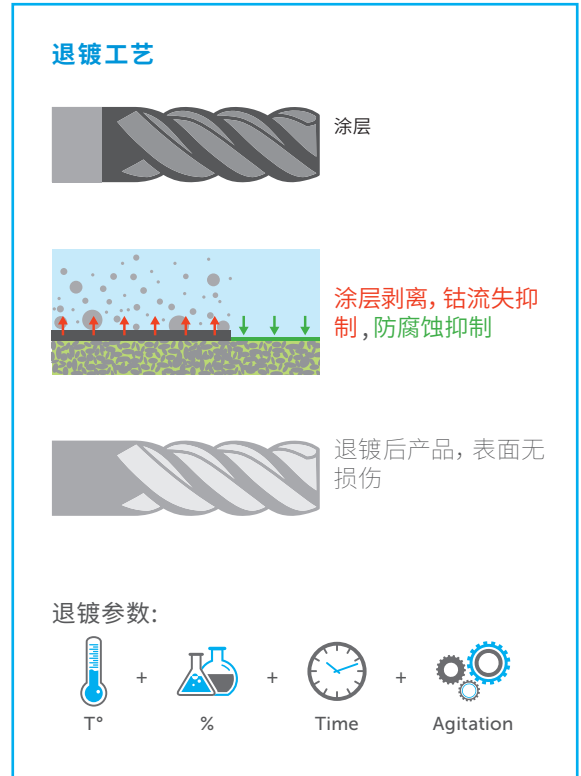 退镀工艺
涂层
涂层剥离，钴流失抑
制，防腐蚀抑制
退镀后产品，表面无
损伤
退镀参数:
+ + +
T° % Time Agitation